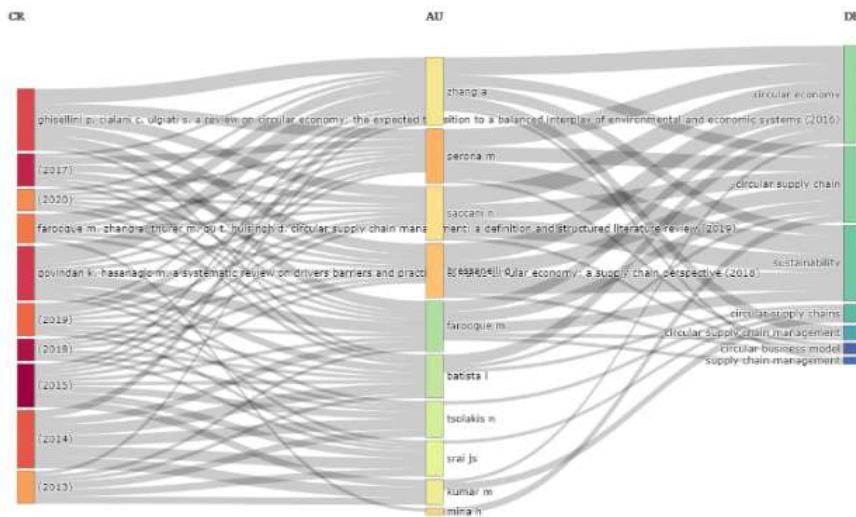 CR
AU
DE
ghisellini p. cialani c. ulgiati s. a review on circular economy: the expected transition to a balanced interplay of environmental and economic systems (2016)
(2017)
(2020)
farooque m. zhang a. thurer m. qu t. huisingh d. circular supply chain management: a definition and structured literature review (2019)
govindan k. hasanagic m. a systematic review on drivers barriers and practices towards circular economy: a supply chain perspective (2018)
(2019)
(2018)
(2015)
(2014)
(2013)
zhang a
perona m
saccani n
bressanelli g
farooque m
batista l
tsolakis n
srai js
kumar m
mina h
circular economy
circular supply chain
sustainability
circular supply chains
circular supply chain management
circular business model
supply chain management